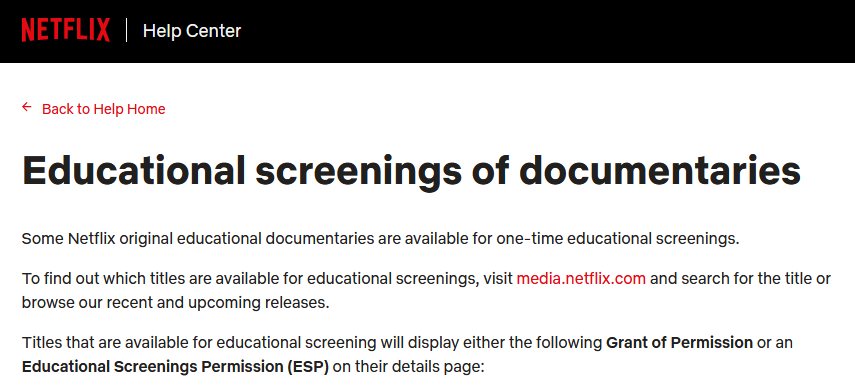 NETFLIX | Help Center
← Back to Help Home
Educational screenings of documentaries
Some Netflix original educational documentaries are available for one-time educational screenings.
To find out which titles are available for educational screenings, visit media.netflix.com and search for the title or
browse our recent and upcoming releases.
Titles that are available for educational screening will display either the following Grant of Permission or an
Educational Screenings Permission (ESP) on their details page: